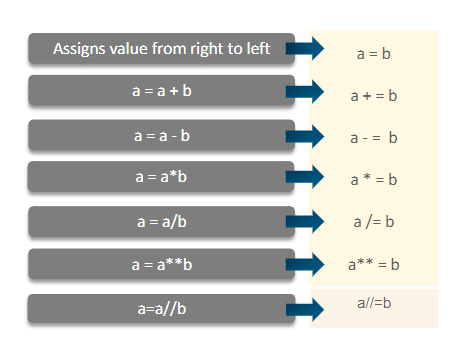 Assigns value from right to left a = b
a = a + b a + = b
a = a - b a - = b
a = a*b a * = b
a = a/b a /= b
a = a**b a** = b
a=a//b a//=b